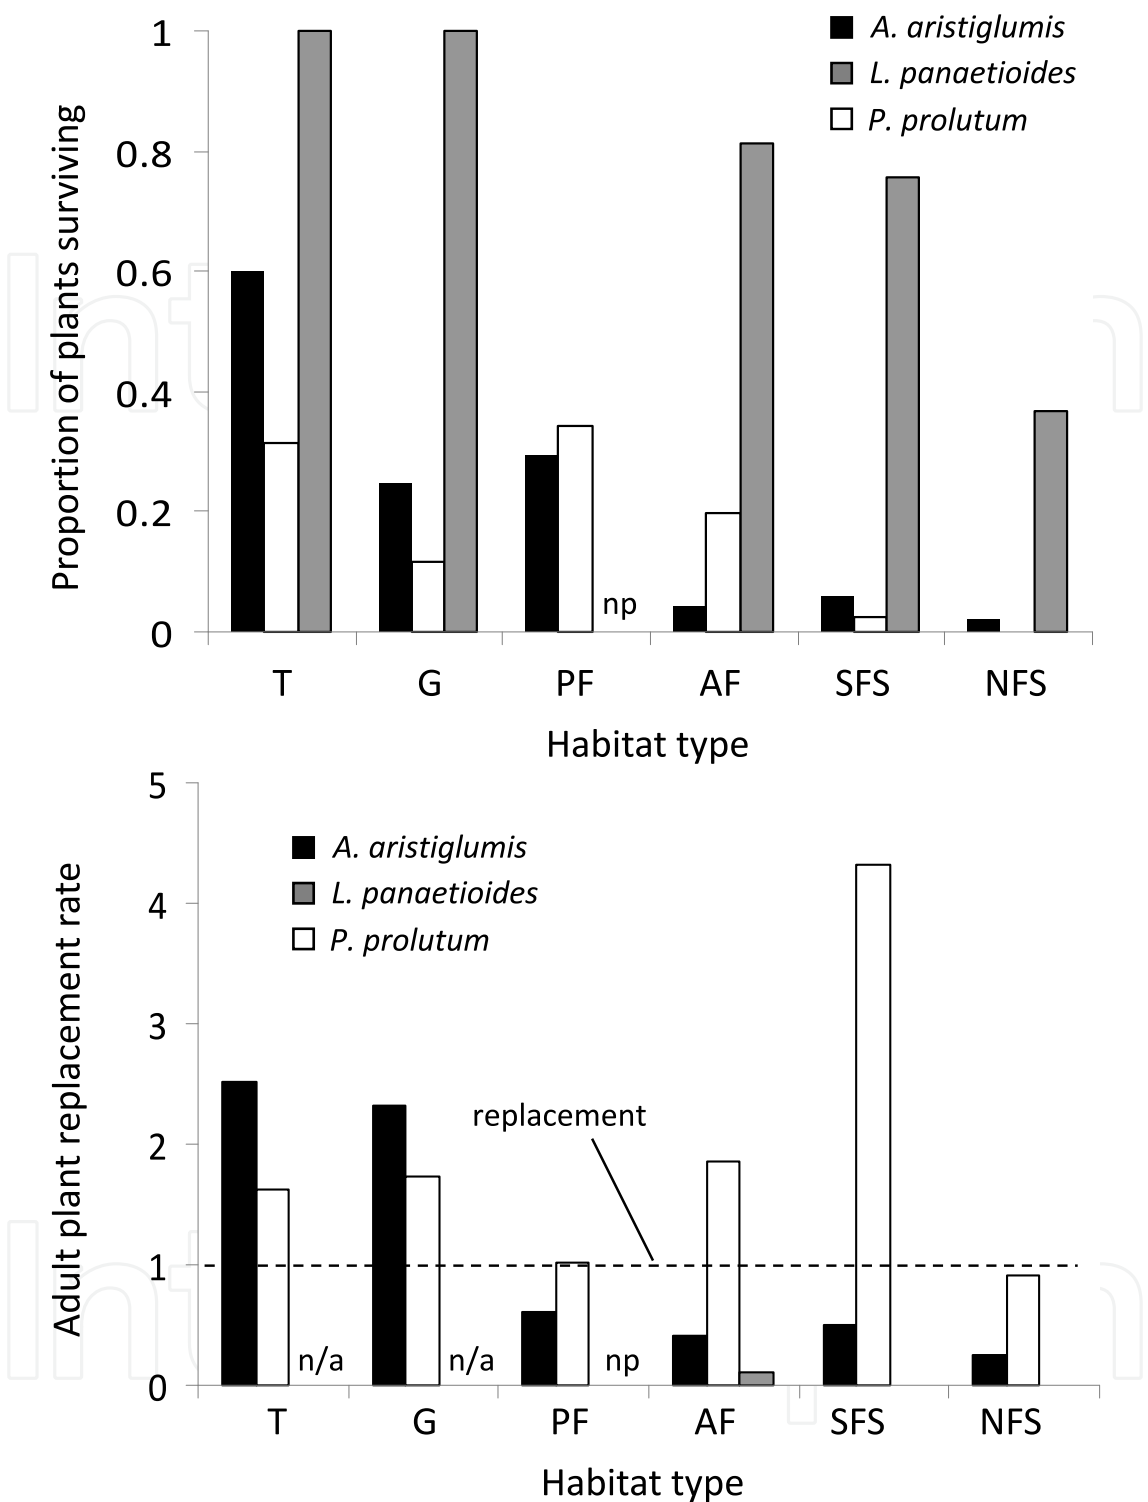 A. aristiglumis
L. panaetioides
P. prolutum
Proportion of plants surviving
1
0.8
0.6
0.4
0.2
0
np
T G PF AF SFS NFS
Habitat type
5
4
3
2
1
0
A. aristiglumis
L. panaetioides
P. prolutum
Adult plant replacement rate
replacement
n/a n/a np
T G PF AF SFS NFS
Habitat type